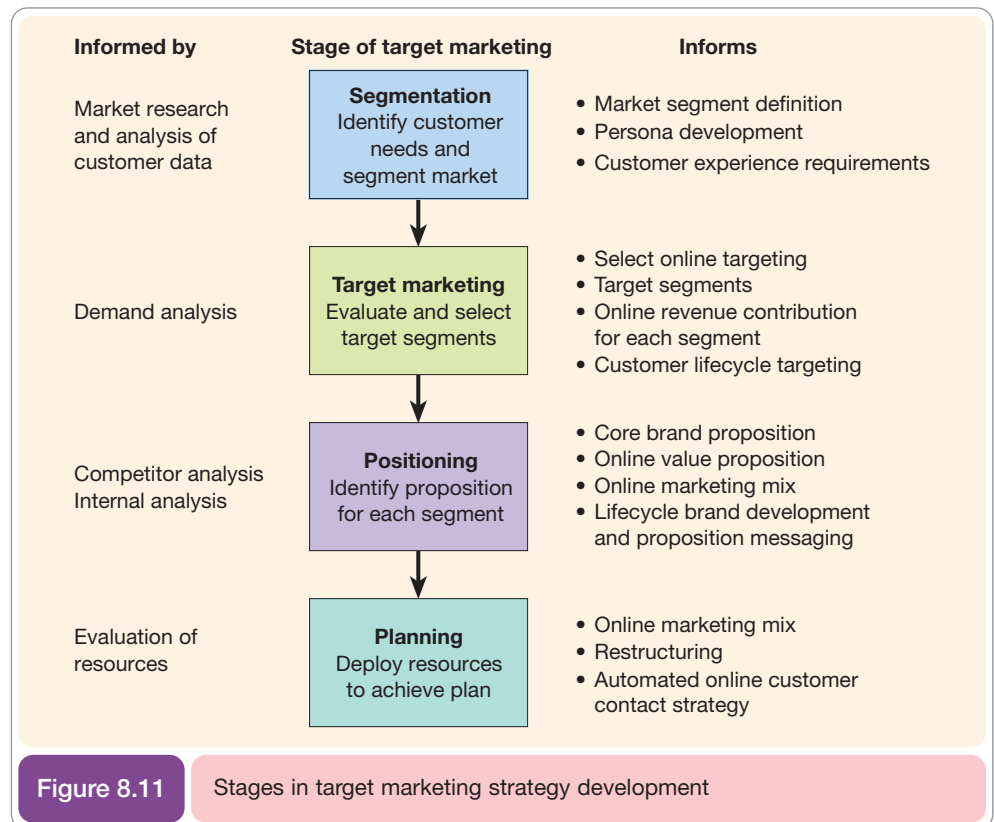 Informed by
Stage of target marketing
Informs
Market research
and analysis of
customer data
Segmentation
Identify customer
needs and
segment market
• Market segment definition
• Persona development
• Customer experience requirements
Demand analysis
Target marketing
Evaluate and select
target segments
• Select online targeting
• Target segments
• Online revenue contribution
for each segment
• Customer lifecycle targeting
Competitor analysis
Internal analysis
Positioning
Identify proposition
for each segment
• Core brand proposition
• Online value proposition
• Online marketing mix
• Lifecycle brand development
and proposition messaging
Evaluation of
resources
Planning
Deploy resources
to achieve plan
• Online marketing mix
• Restructuring
• Automated online customer
contact strategy
Figure 8.11
Stages in target marketing strategy development